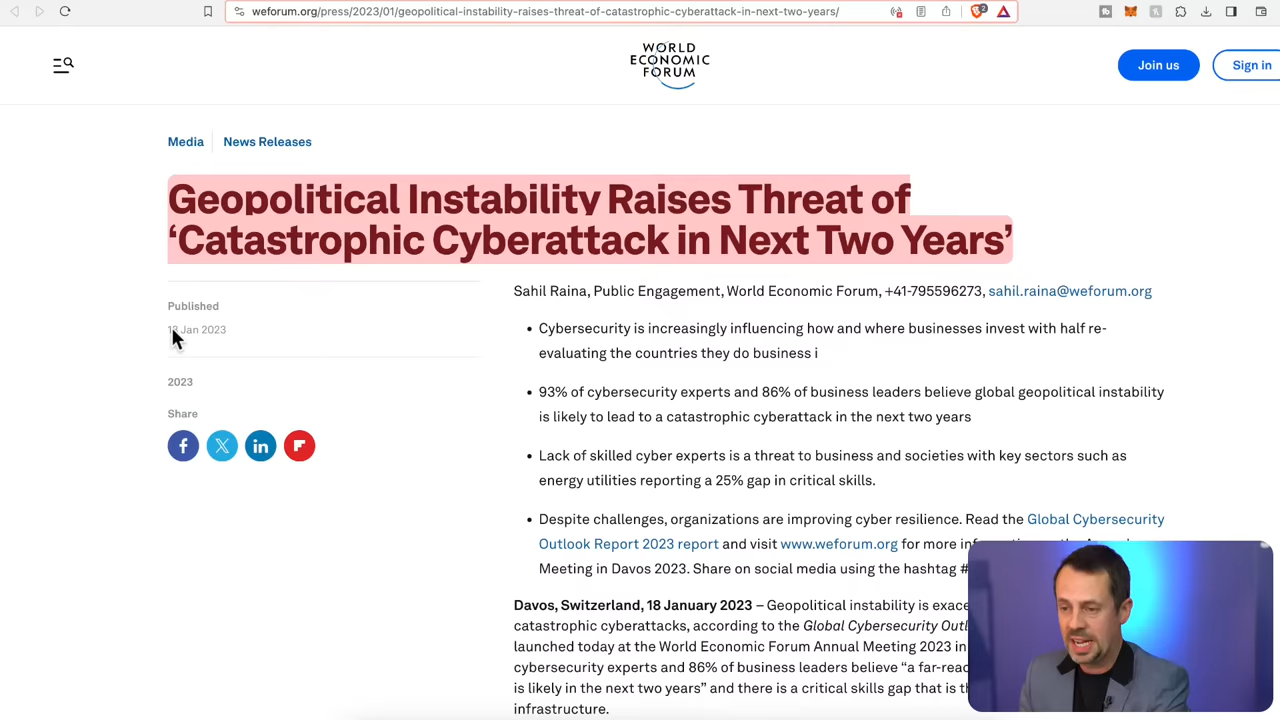 weforum.org/press/2023/01/geopolitical-instability-raises-threat-of-catastrophic-cyberattack-in-next-two-years/
2
WORLD
ECONOMIC
FORUM
Join us
Sign in
Media
News Releases
Geopolitical Instability Raises Threat of
‘Catastrophic Cyberattack in Next Two Years’
Published
Jan 2023
2023
Share
Sahil Raina, Public Engagement, World Economic Forum, +41-795596273, sahil.raina@weforum.org
• Cybersecurity is increasingly influencing how and where businesses invest with half re-
evaluating the countries they do business i
• 93% of cybersecurity experts and 86% of business leaders believe global geopolitical instability
is likely to lead to a catastrophic cyberattack in the next two years
• Lack of skilled cyber experts is a threat to business and societies with key sectors such as
energy utilities reporting a 25% gap in critical skills.
• Despite challenges, organizations are improving cyber resilience. Read the Global Cybersecurity
Outlook Report 2023 report and visit www.weforum.org for more
Meeting in Davos 2023. Share on social media using the hashtag #
Davos, Switzerland, 18 January 2023 – Geopolitical instability is
catastrophic cyberattacks, according to the Global Cybersecurity
launched today at the World Economic Forum Annual Meeting 2023 in
cybersecurity experts and 86% of business leaders believe “a
is likely in the next two years” and there is a critical skills gap that is
infrastructure.